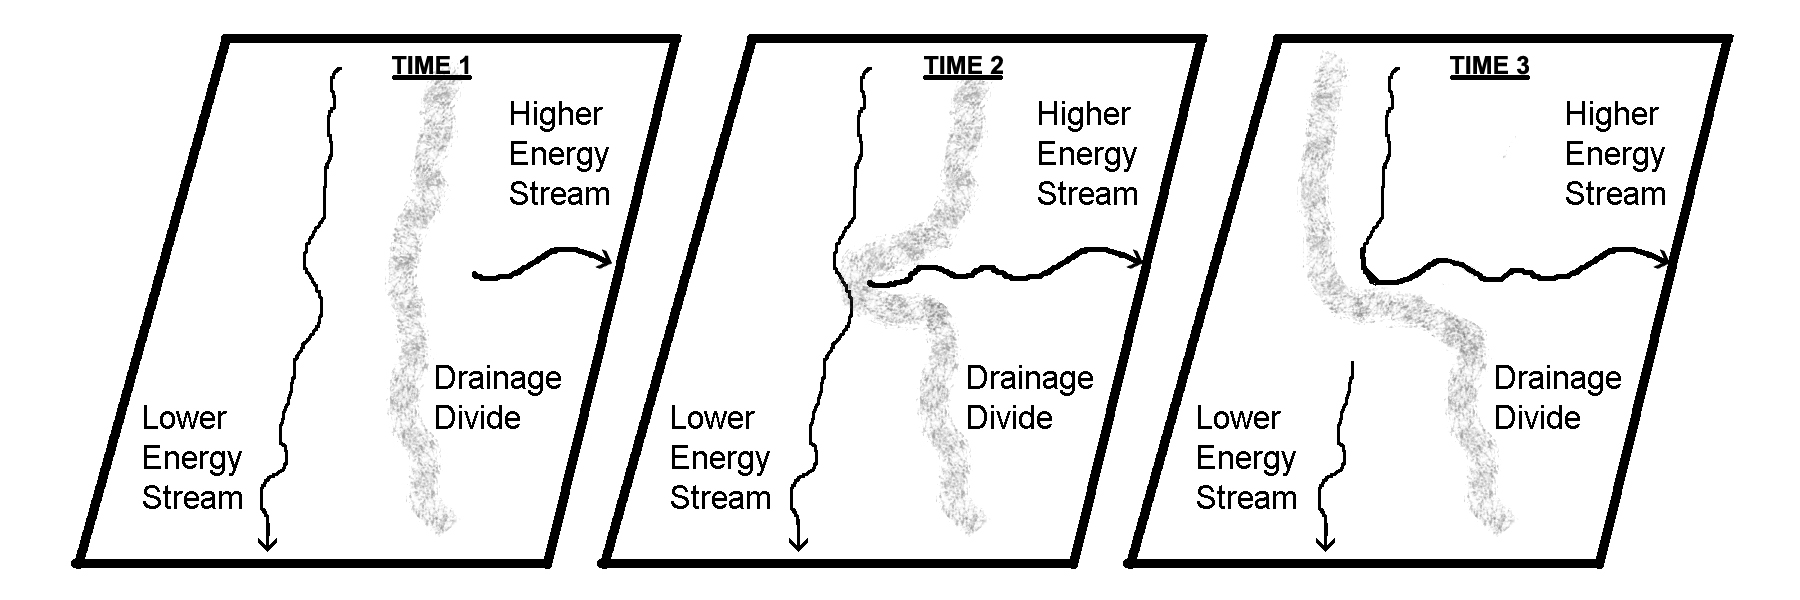 TIME 1
Higher
Energy
Stream
Drainage
Divide
Lower
Energy
Stream
TIME 2
Higher
Energy
Stream
Drainage
Divide
Lower
Energy
Stream
TIME 3
Higher
Energy
Stream
Drainage
Divide
Lower
Energy
Stream